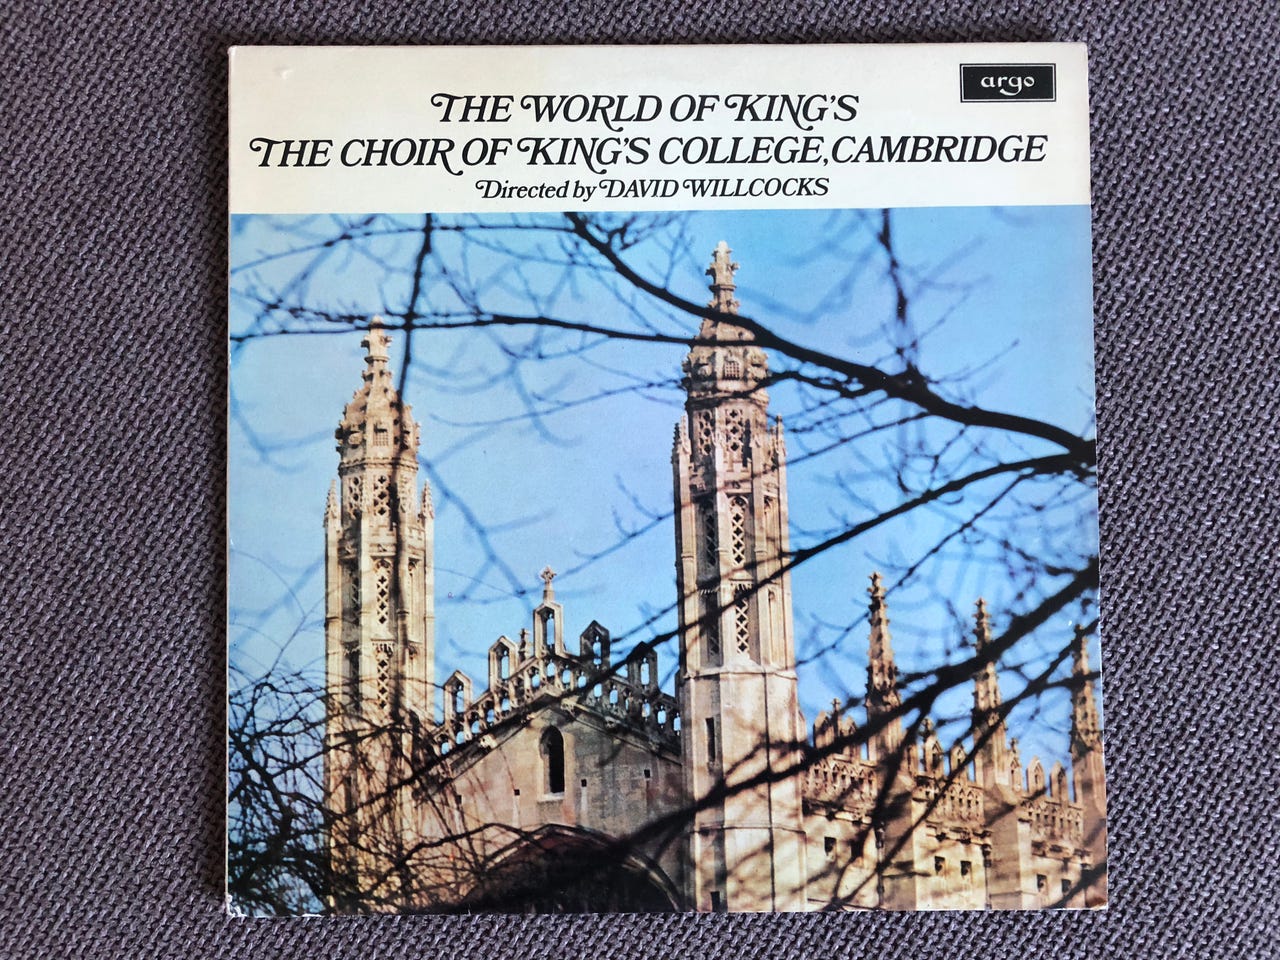 argo
THE WORLD OF KING'S
THE CHOIR OF KING'S COLLEGE, CAMBRIDGE
Directed by DAVID WILLCOCKS